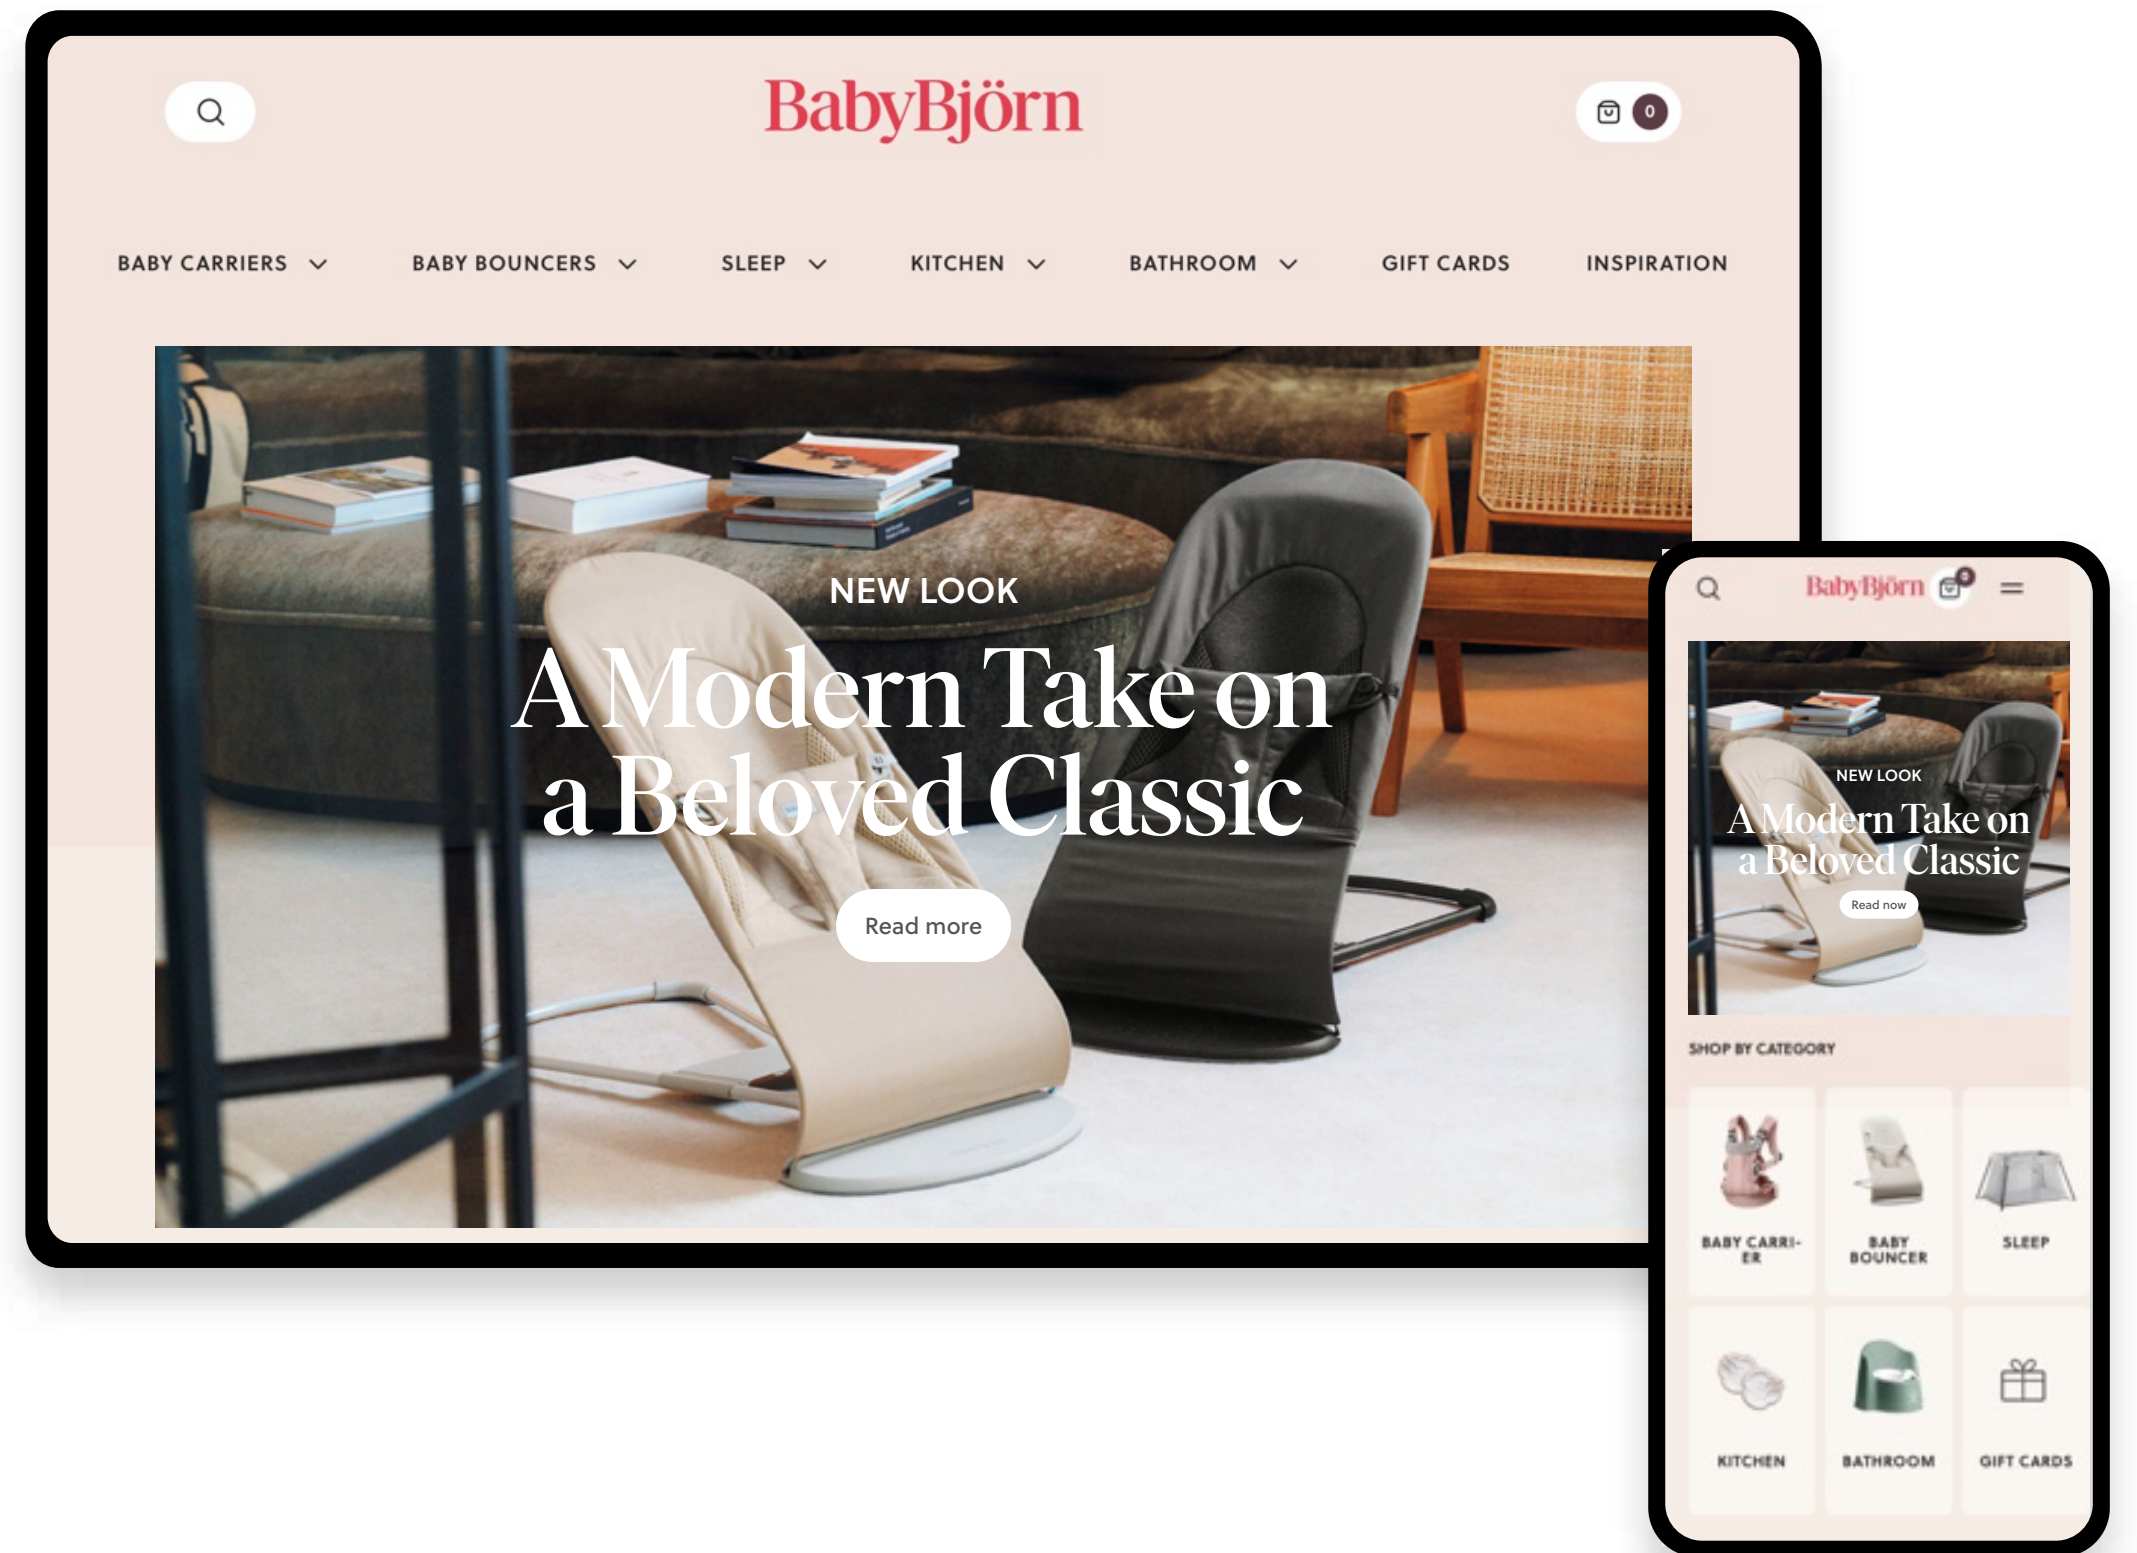 BabyBjörn
0
BABY CARRIERS
BABY BOUNCERS
SLEEP
KITCHEN
BATHROOM
GIFT CARDS
INSPIRATION
NEW LOOK
A Modern Take on
a Beloved Classic
Read more
BabyBjörn
NEW LOOK
A Modern Take on
a Beloved Classic
Read now
SHOP BY CATEGORY
BABY CARRI-
ER
BABY
BOUNCER
SLEEP
KITCHEN
BATHROOM
GIFT CARDS